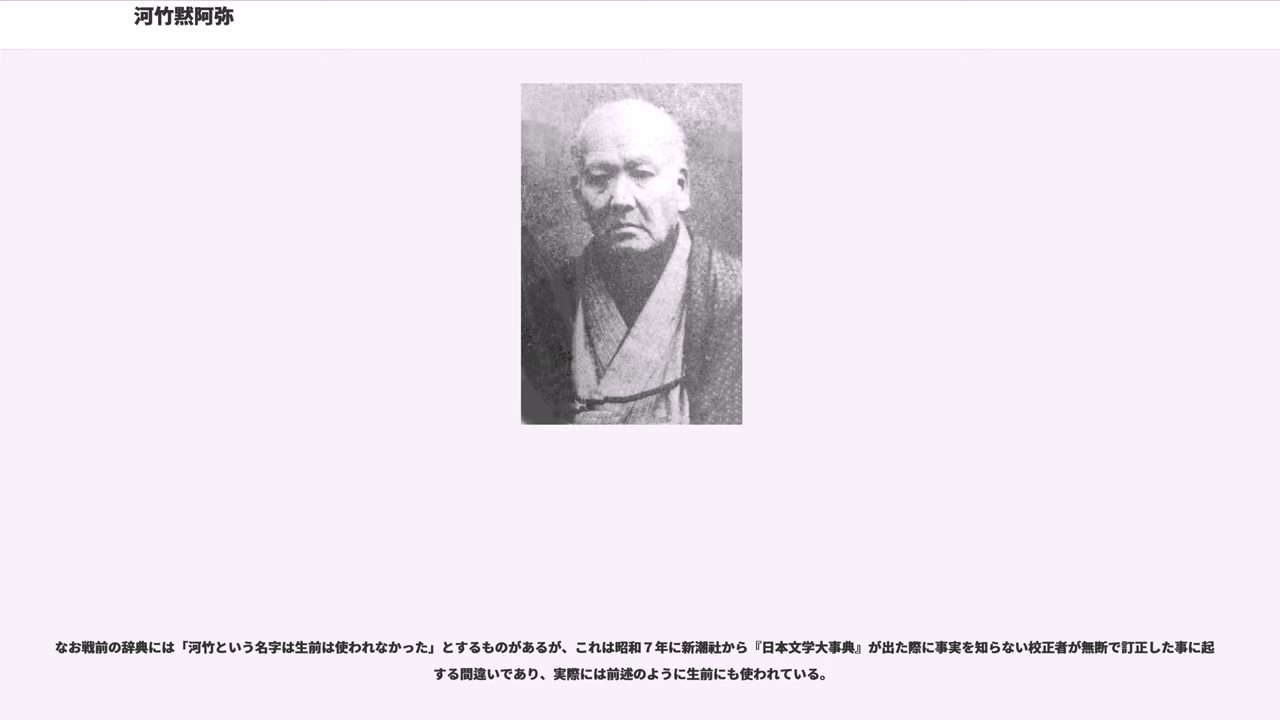 河竹黙阿弥
なお戦前の辞典には「河竹という名字は生前は使われなかった」とするものがあるが、これは昭和７年に新潮社から『日本文学大事典』が出た際に事実を知らない校正者が無断で訂正した事に起
する間違いであり、実際には前述のように生前にも使われている。